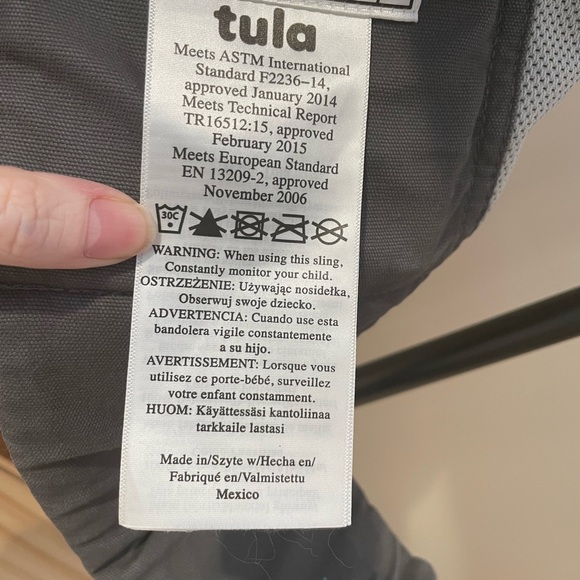 tula
Meets ASTM International
Standard F2236–14,
approved January 2014
Meets Technical Report
TR16512:15, approved
February 2015
Meets European Standard
EN 13209-2, approved
November 2006
30C
WARNING: When using this sling,
Constantly monitor your child.
OSTRZEŻENIE: Używając nosidełka,
Obserwuj swoje dziecko.
ADVERTENCIA: Cuando use esta
bandolera vigile constantemente
a su hijo.
AVERTISSEMENT: Lorsque vous
utilisez ce porte-bébé, surveillez
votre enfant constamment.
HUOM: Käyättessäsi kantoliinaa
tarkkaile lastasi
Made in/Szyte w/Hecha en/
Fabriqué en/Valmistettu
Mexico